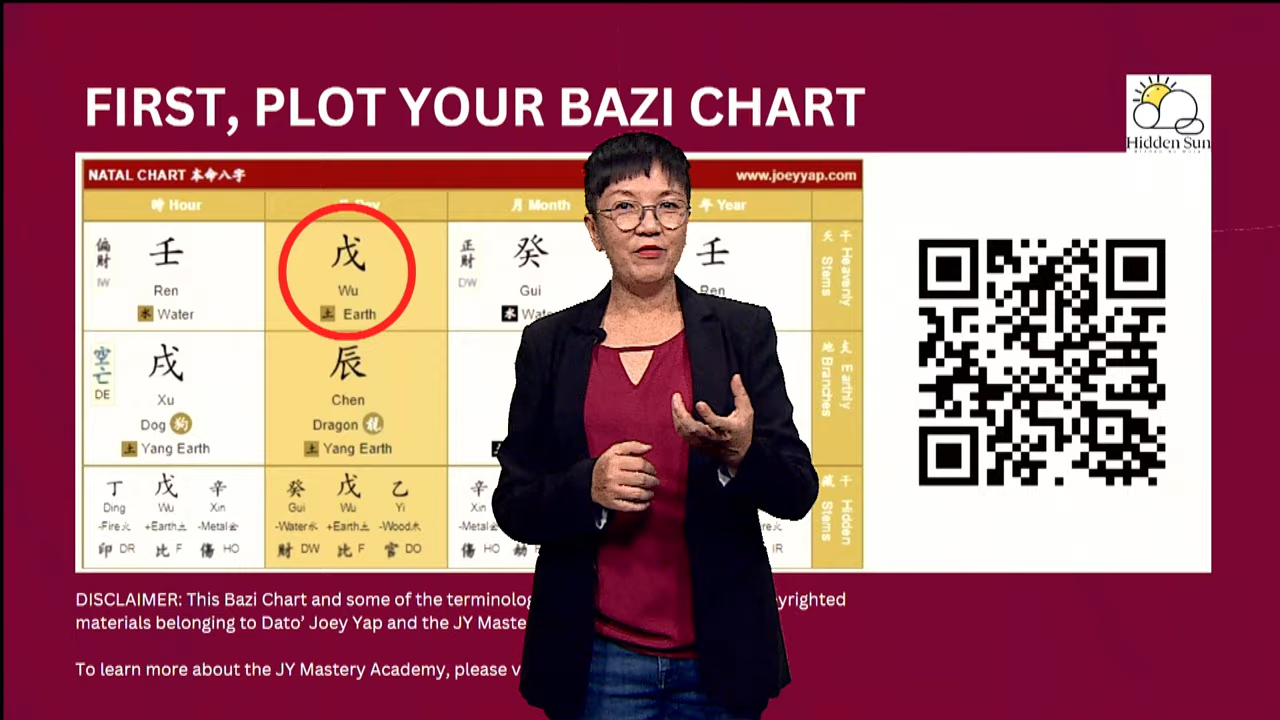 FIRST, PLOT YOUR BAZI CHART
Hidden Sun
NATAL CHART 本命八字
www.joeyyap.com
時 Hour
Day
月 Month
年 Year
偏財
IW
壬
Ren
水 Water
戊
Wu
土 Earth
正財
DW
癸
Gui
水
壬
Ren
天干
Heavenly Stems
空亡
DE
戌
Xu
Dog 狗
土 Yang Earth
辰
Chen
Dragon 龍
土 Yang Earth
地支
Earthly Branches
丁 戊 辛
Ding Wu Xin
-Fire火 +Earth土 -Metal金
印 DR 比 F 傷 HO
癸 戊 乙
Gui Wu Yi
-Water水 +Earth土 -Wood木
財 DW 比 F 官 DO
辛
Xin
-Metal金
傷 HO 劫
IR
藏干
Hidden Stems
DISCLAIMER: This Bazi Chart and some of the
materials belonging to Dato’ Joey Yap and the JY
To learn more about the JY Mastery Academy, please